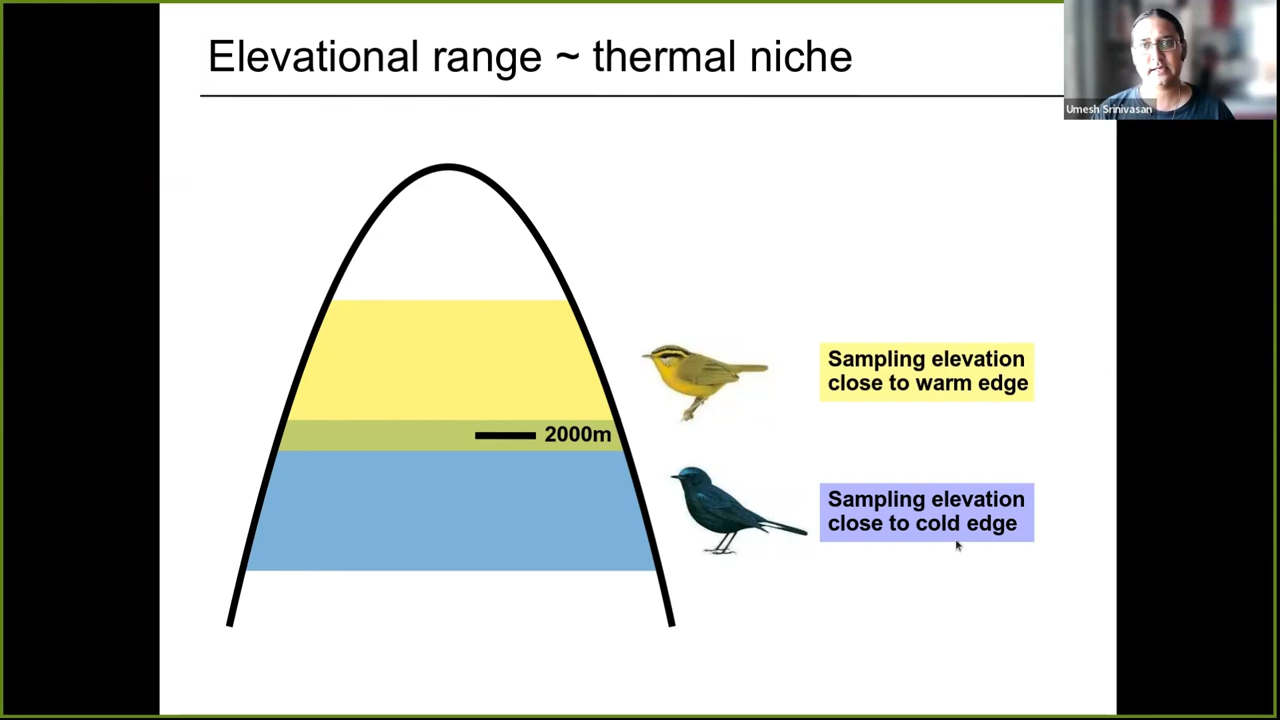 Elevational range ~ thermal niche
Umesh Srinivasan
Sampling elevation
close to warm edge
2000m
Sampling elevation
close to cold edge